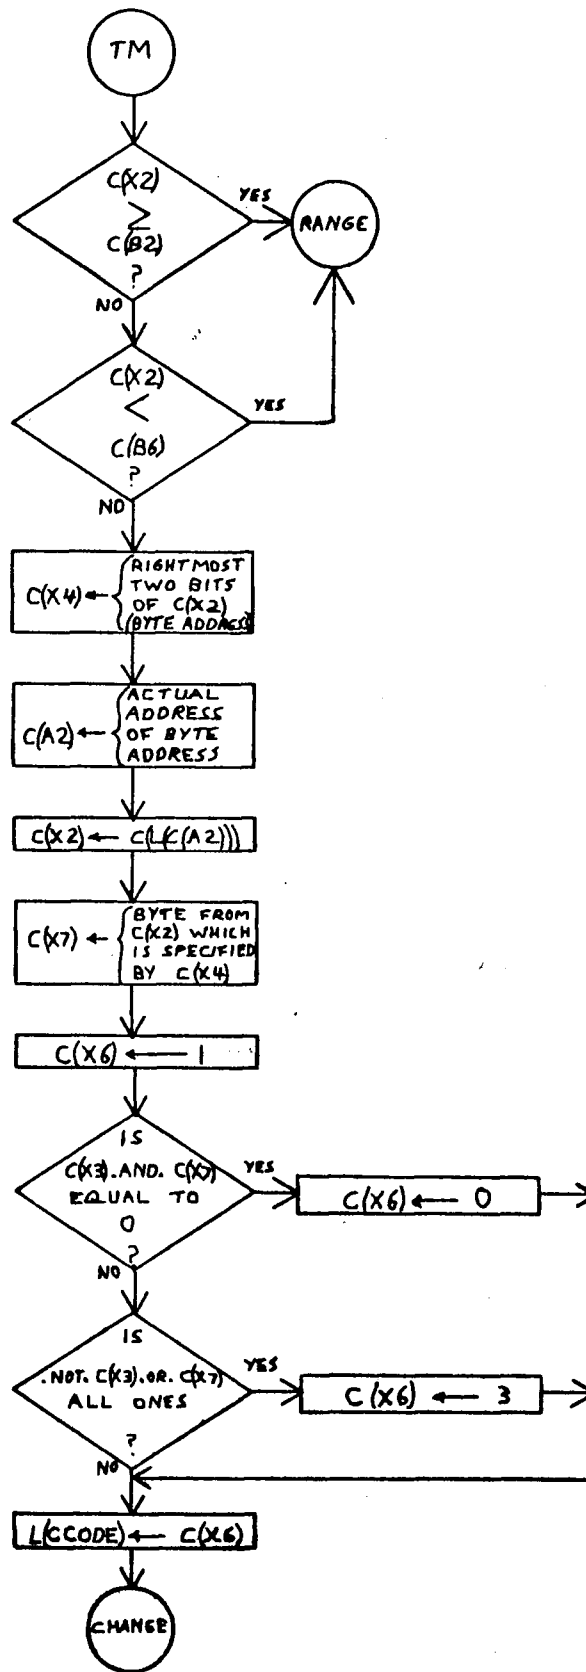 TM
C(X2)
≥
C(B2)
?
YES
RANGE
NO
C(X2)
<
C(B6)
?
YES
NO
C(X4) ← { RIGHTMOST
TWO BITS
OF C(X2)
(BYTE ADDRESS)
C(A2) ← { ACTUAL
ADDRESS
OF BYTE
ADDRESS
C(X2) ← C(L(C(A2)))
C(X7) ← { BYTE FROM
C(X2) WHICH
IS SPECIFIED
BY C(X4)
C(X6) ← 1
IS
C(X3).AND. C(X7)
EQUAL TO
0
?
YES
C(X6) ← 0
NO
IS
.NOT. C(X3).OR. C(X7)
ALL ONES
?
YES
C(X6) ← 3
NO
L(CCODE) ← C(X6)
CHANGE